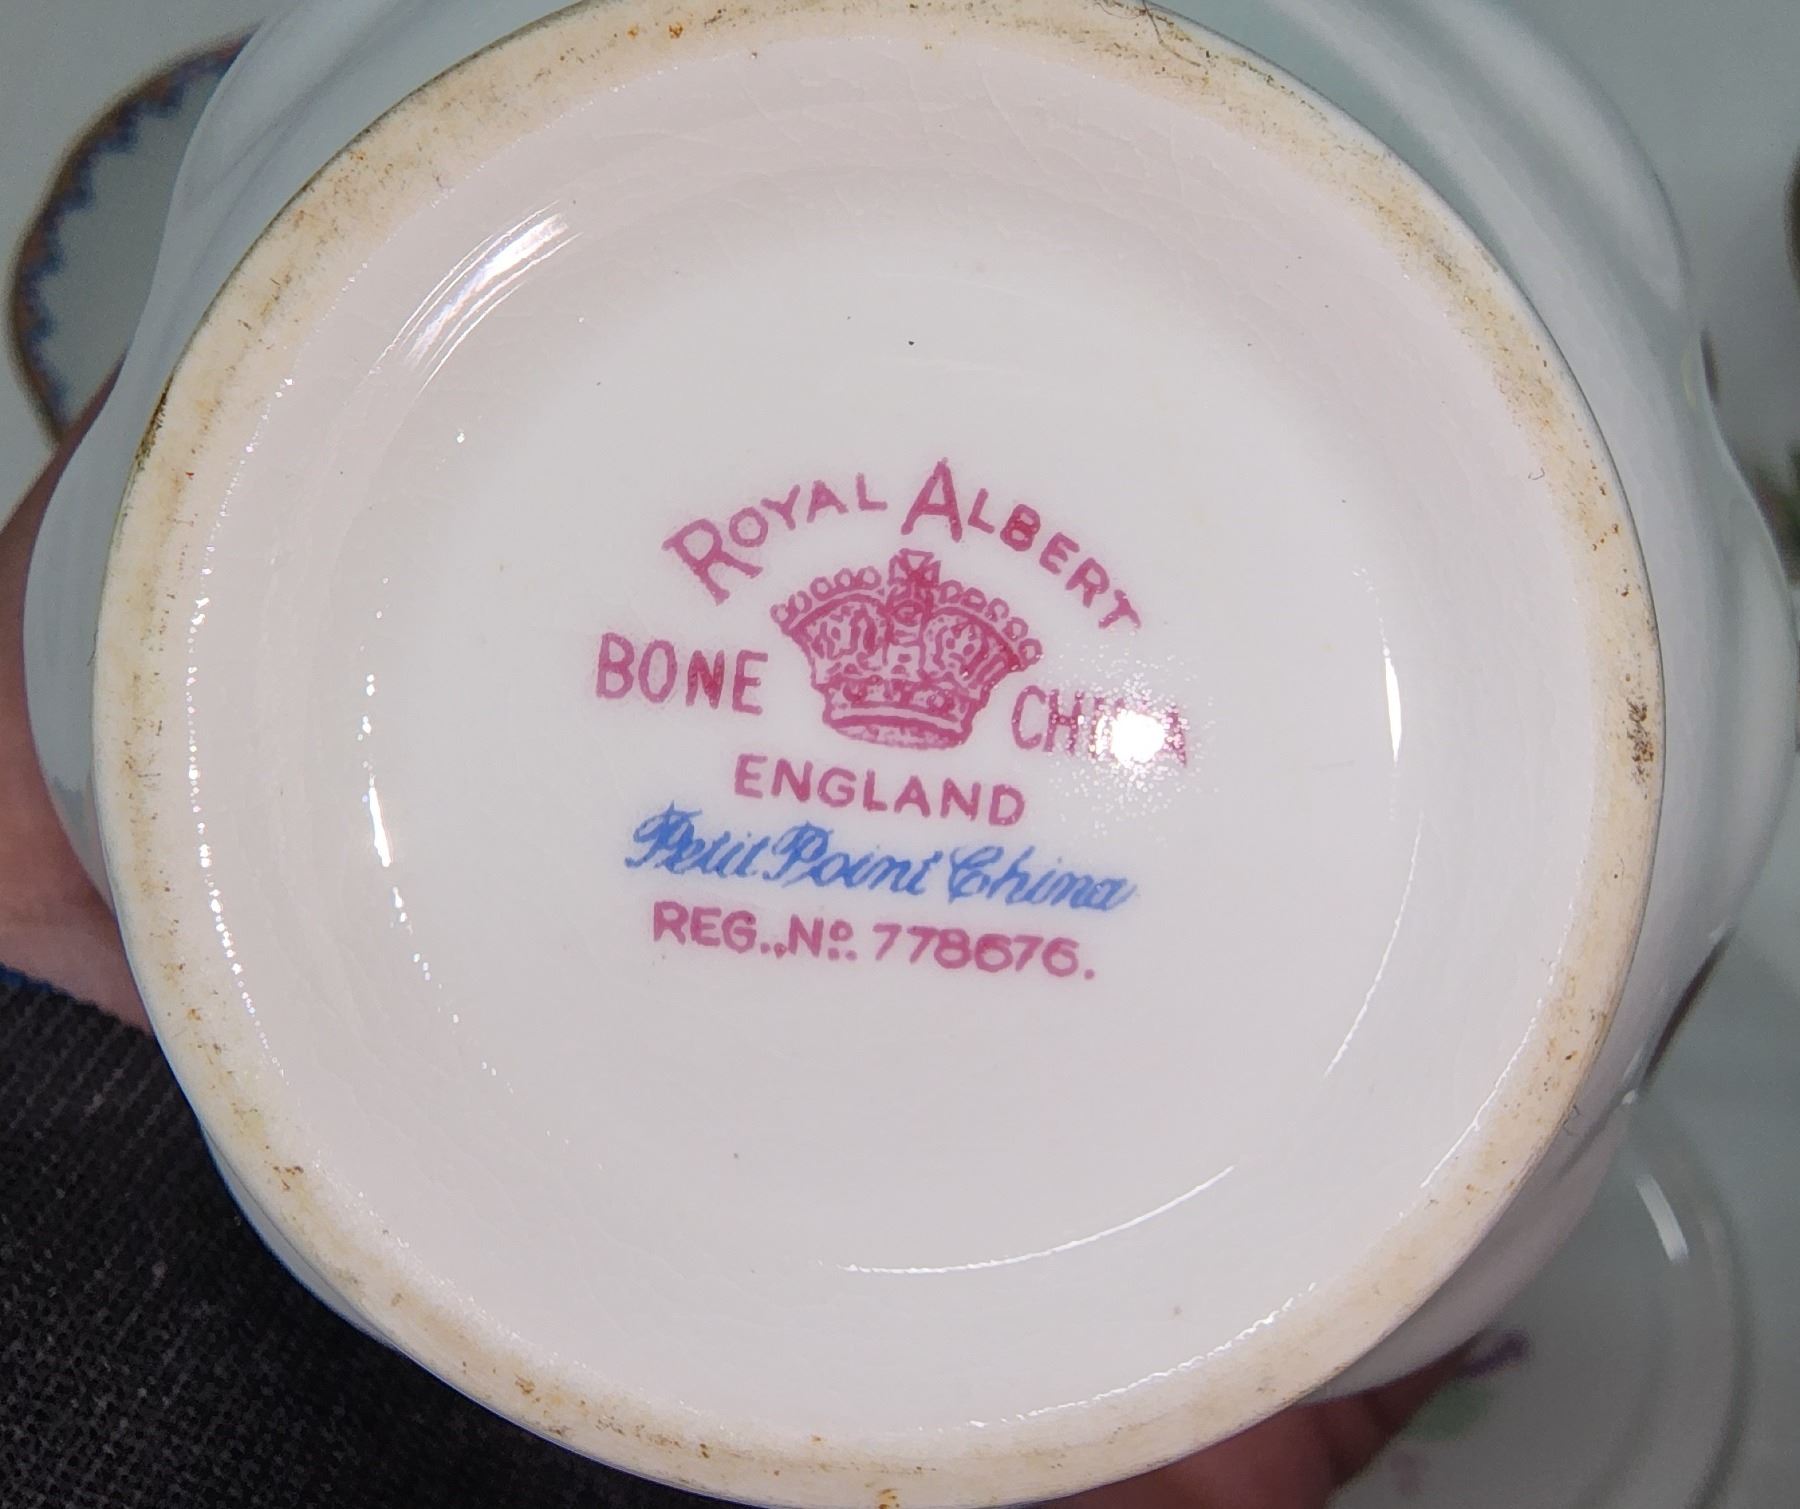 ROYAL ALBERT
BONE CHINA
ENGLAND
Petit Point China
REG. No. 778676.